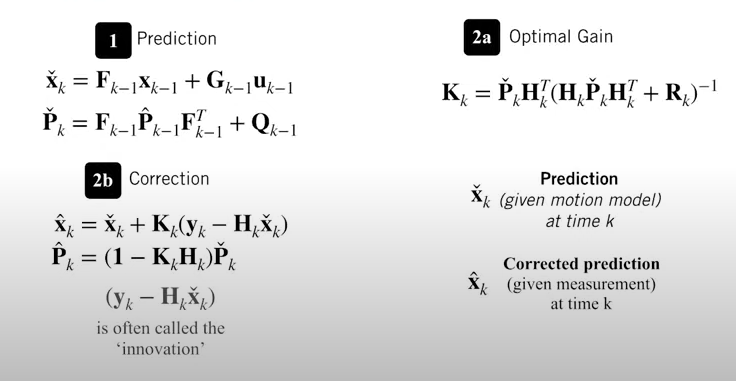 1 Prediction
x̌ₖ = Fₖ₋₁xₖ₋₁ + Gₖ₋₁uₖ₋₁
P̌ₖ = Fₖ₋₁P̂ₖ₋₁Fᵀₖ₋₁ + Qₖ₋₁
2a Optimal Gain
Kₖ = P̌ₖHₖᵀ(HₖP̌ₖHₖᵀ + Rₖ)⁻¹
2b Correction
x̂ₖ = x̌ₖ + Kₖ(yₖ − Hₖx̌ₖ)
P̂ₖ = (1 − KₖHₖ)P̌ₖ
(yₖ − Hₖx̌ₖ)
is often called the
‘innovation’
Prediction
x̌ₖ (given motion model)
at time k
Corrected prediction
x̂ₖ (given measurement)
at time k